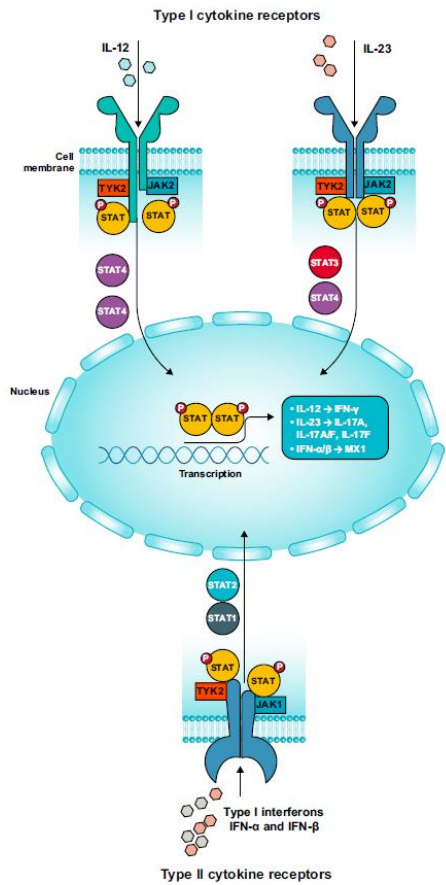 Type I cytokine receptors
IL-12
IL-23
Cell
membrane
TYK2
JAK2
P
STAT
STAT
P
TYK2
JAK2
P
STAT
STAT
P
STAT4
STAT4
STAT3
STAT4
Nucleus
P
STAT
STAT
P
Transcription
• IL-12 → IFN-γ
• IL-23 → IL-17A,
IL-17A/F, IL-17F
• IFN-α/β → MX1
STAT2
STAT1
P
STAT
STAT
P
TYK2
JAK1
Type I interferons
IFN-α and IFN-β
Type II cytokine receptors